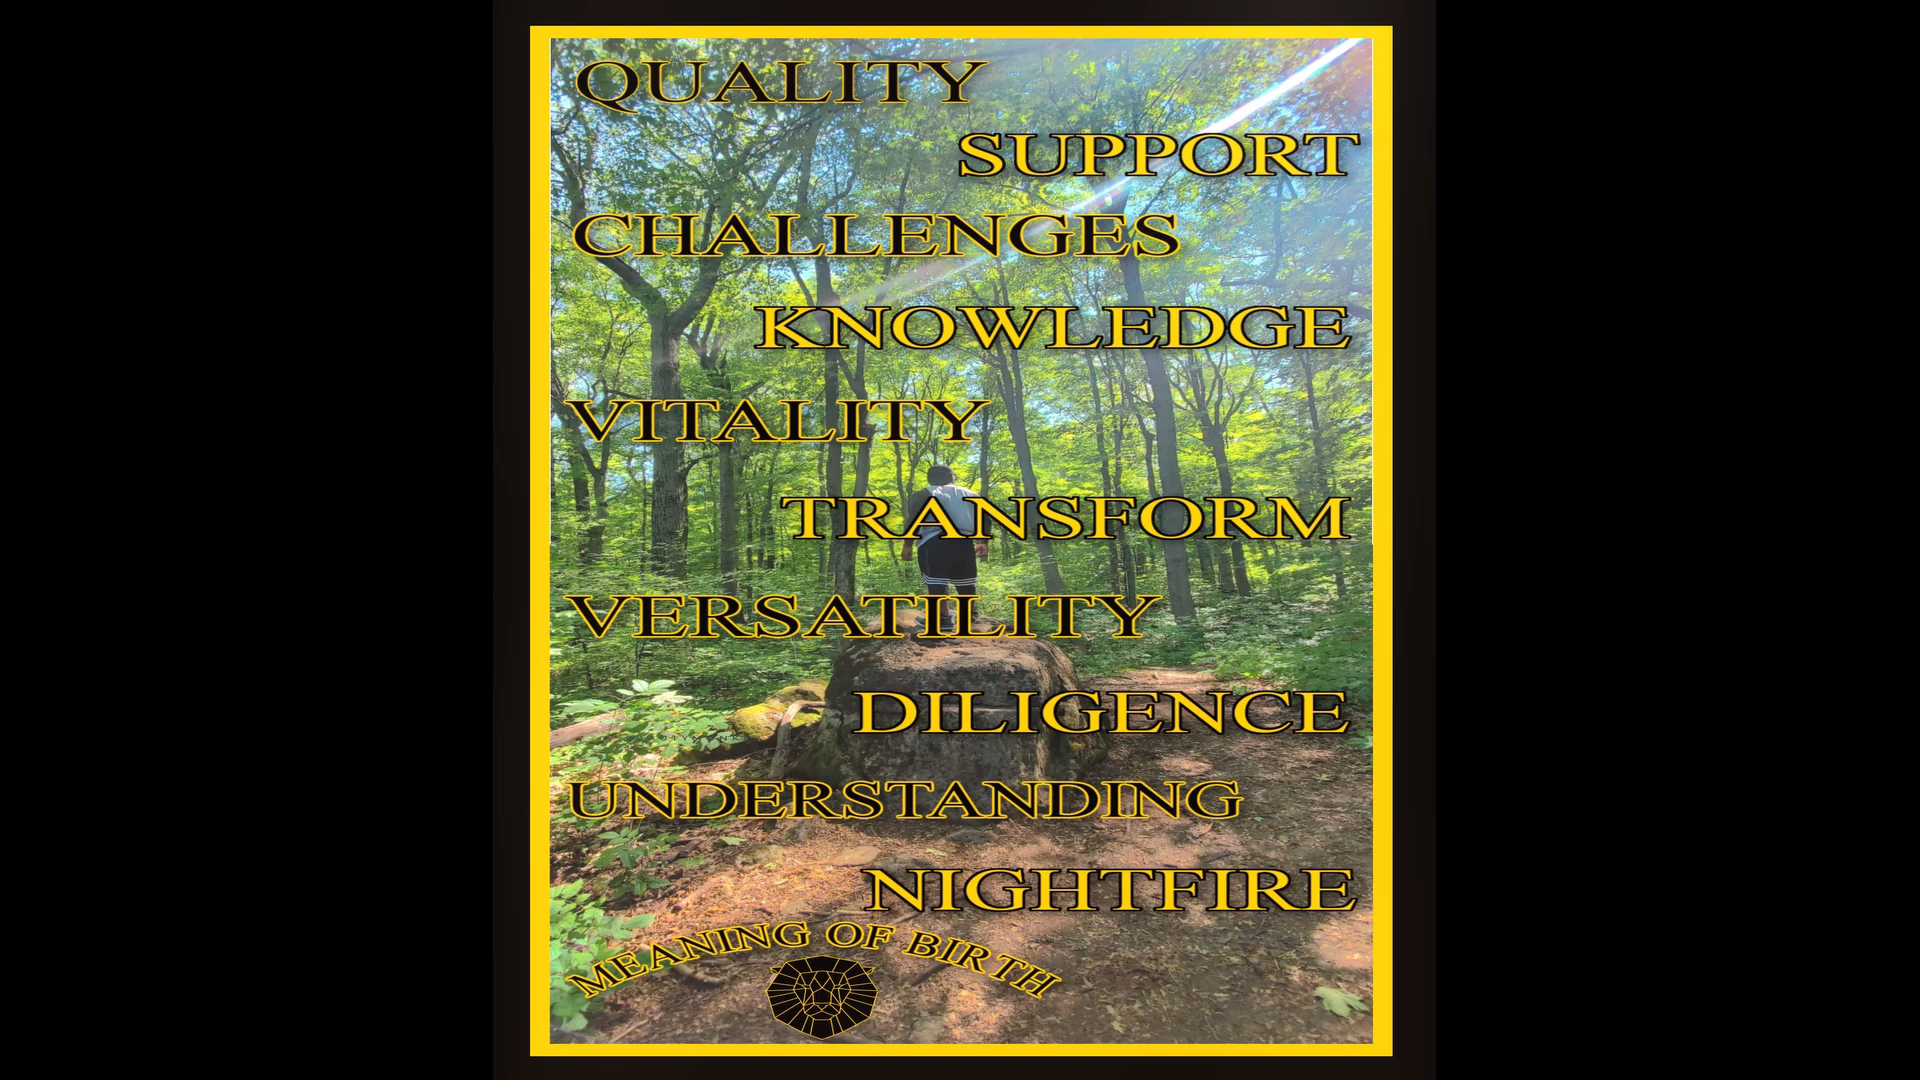 QUALITY
SUPPORT
CHALLENGES
KNOWLEDGE
VITALITY
TRANSFORM
VERSATILITY
DILIGENCE
UNDERSTANDING
NIGHTFIRE
MEANING OF BIRTH